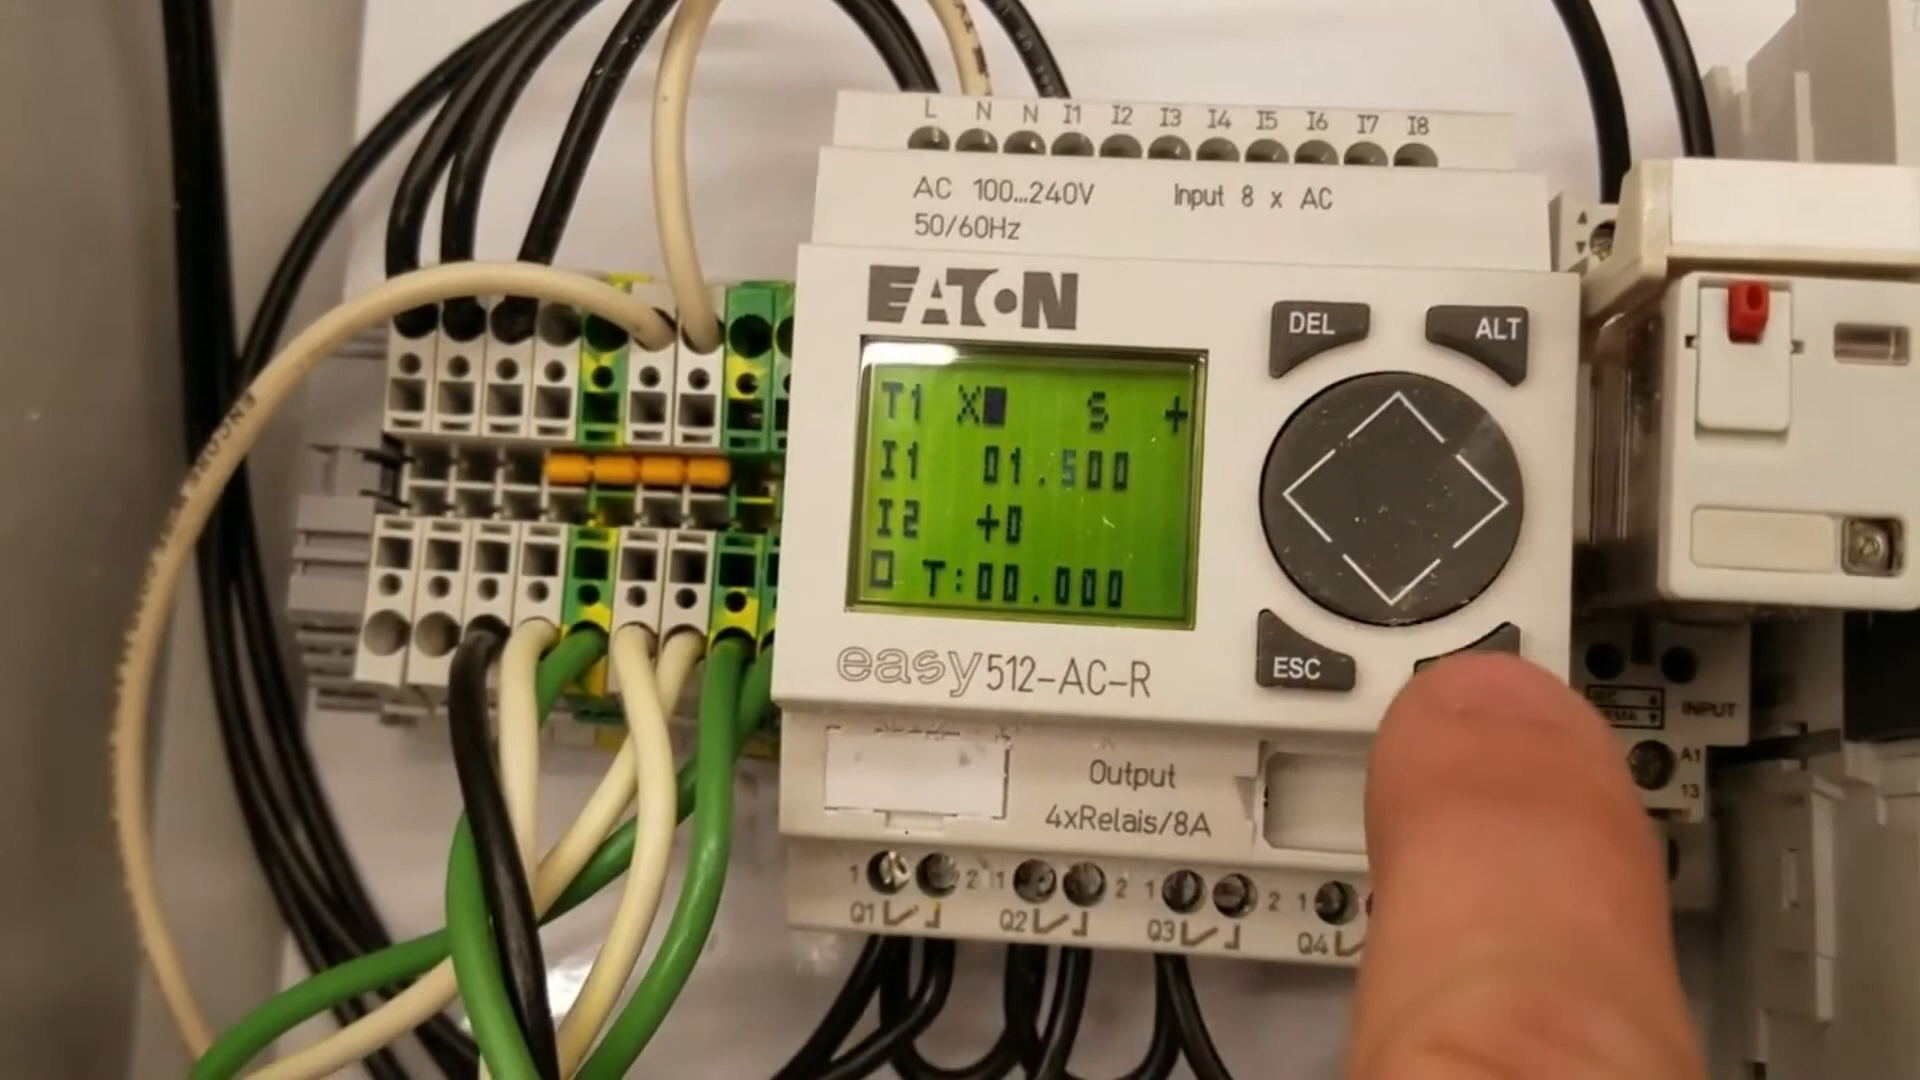 L N N I1 I2 I3 I4 I5 I6 I7 I8
AC 100...240V
50/60Hz
Input 8 x AC
EATON
DEL
ALT
T1 X S +
I1 01.500
I2 +0
T:00.000
easy512-AC-R
ESC
INPUT
A1
13
Output
4xRelais/8A
1 2 1 2 1 2 1
Q1 Q2 Q3 Q4